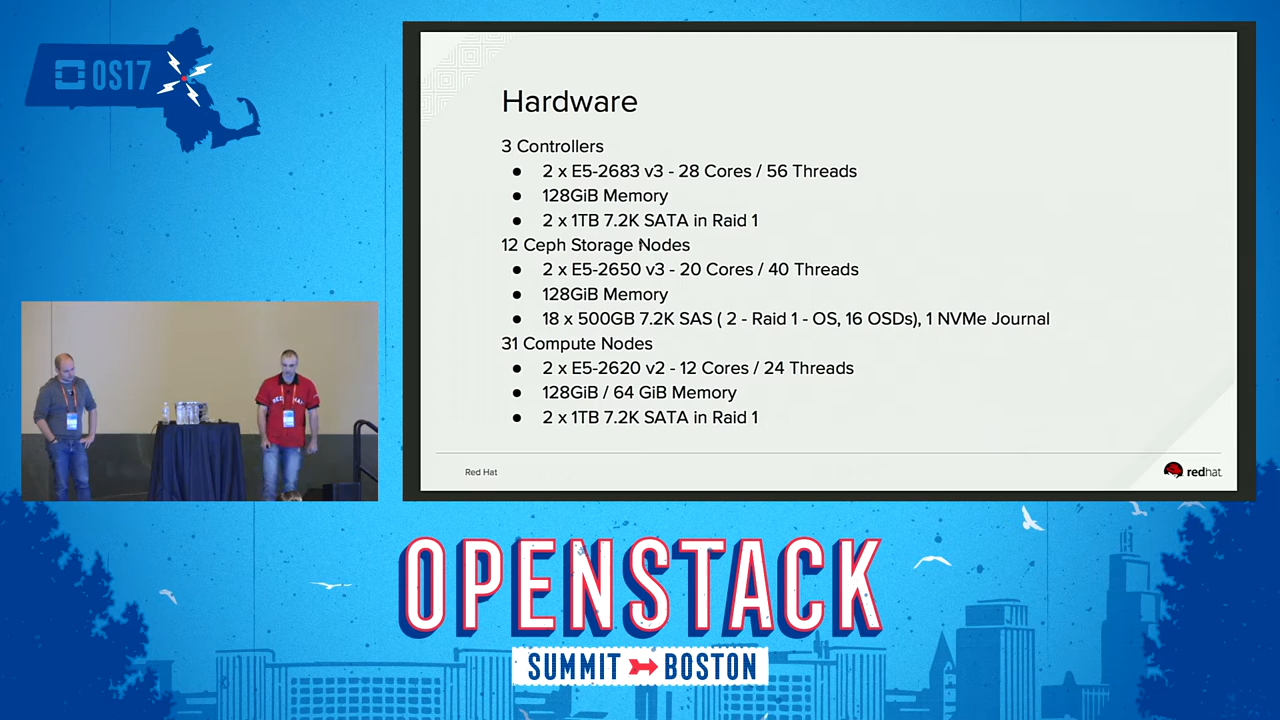 OS17
Hardware
3 Controllers
● 2 x E5-2683 v3 - 28 Cores / 56 Threads
● 128GiB Memory
● 2 x 1TB 7.2K SATA in Raid 1
12 Ceph Storage Nodes
● 2 x E5-2650 v3 - 20 Cores / 40 Threads
● 128GiB Memory
● 18 x 500GB 7.2K SAS ( 2 - Raid 1 - OS, 16 OSDs), 1 NVMe Journal
31 Compute Nodes
● 2 x E5-2620 v2 - 12 Cores / 24 Threads
● 128GiB / 64 GiB Memory
● 2 x 1TB 7.2K SATA in Raid 1
Red Hat
redhat.
OPENSTACK
SUMMIT BOSTON